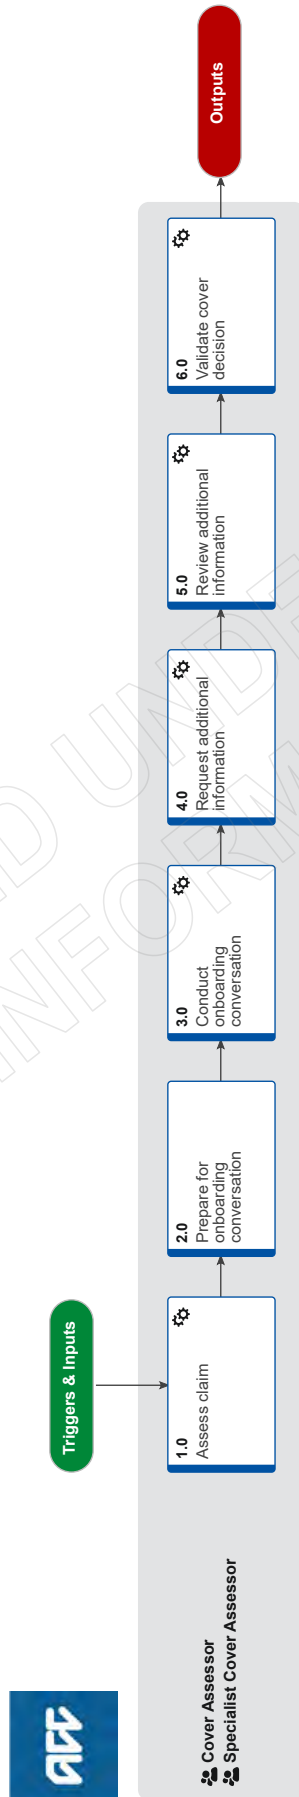 acc
Triggers & Inputs
Cover Assessor
Specialist Cover Assessor
1.0
Assess claim
2.0
Prepare for
onboarding
conversation
3.0
Conduct
onboarding
conversation
4.0
Request additional
information
5.0
Review additional
information
6.0
Validate cover
decision
Outputs